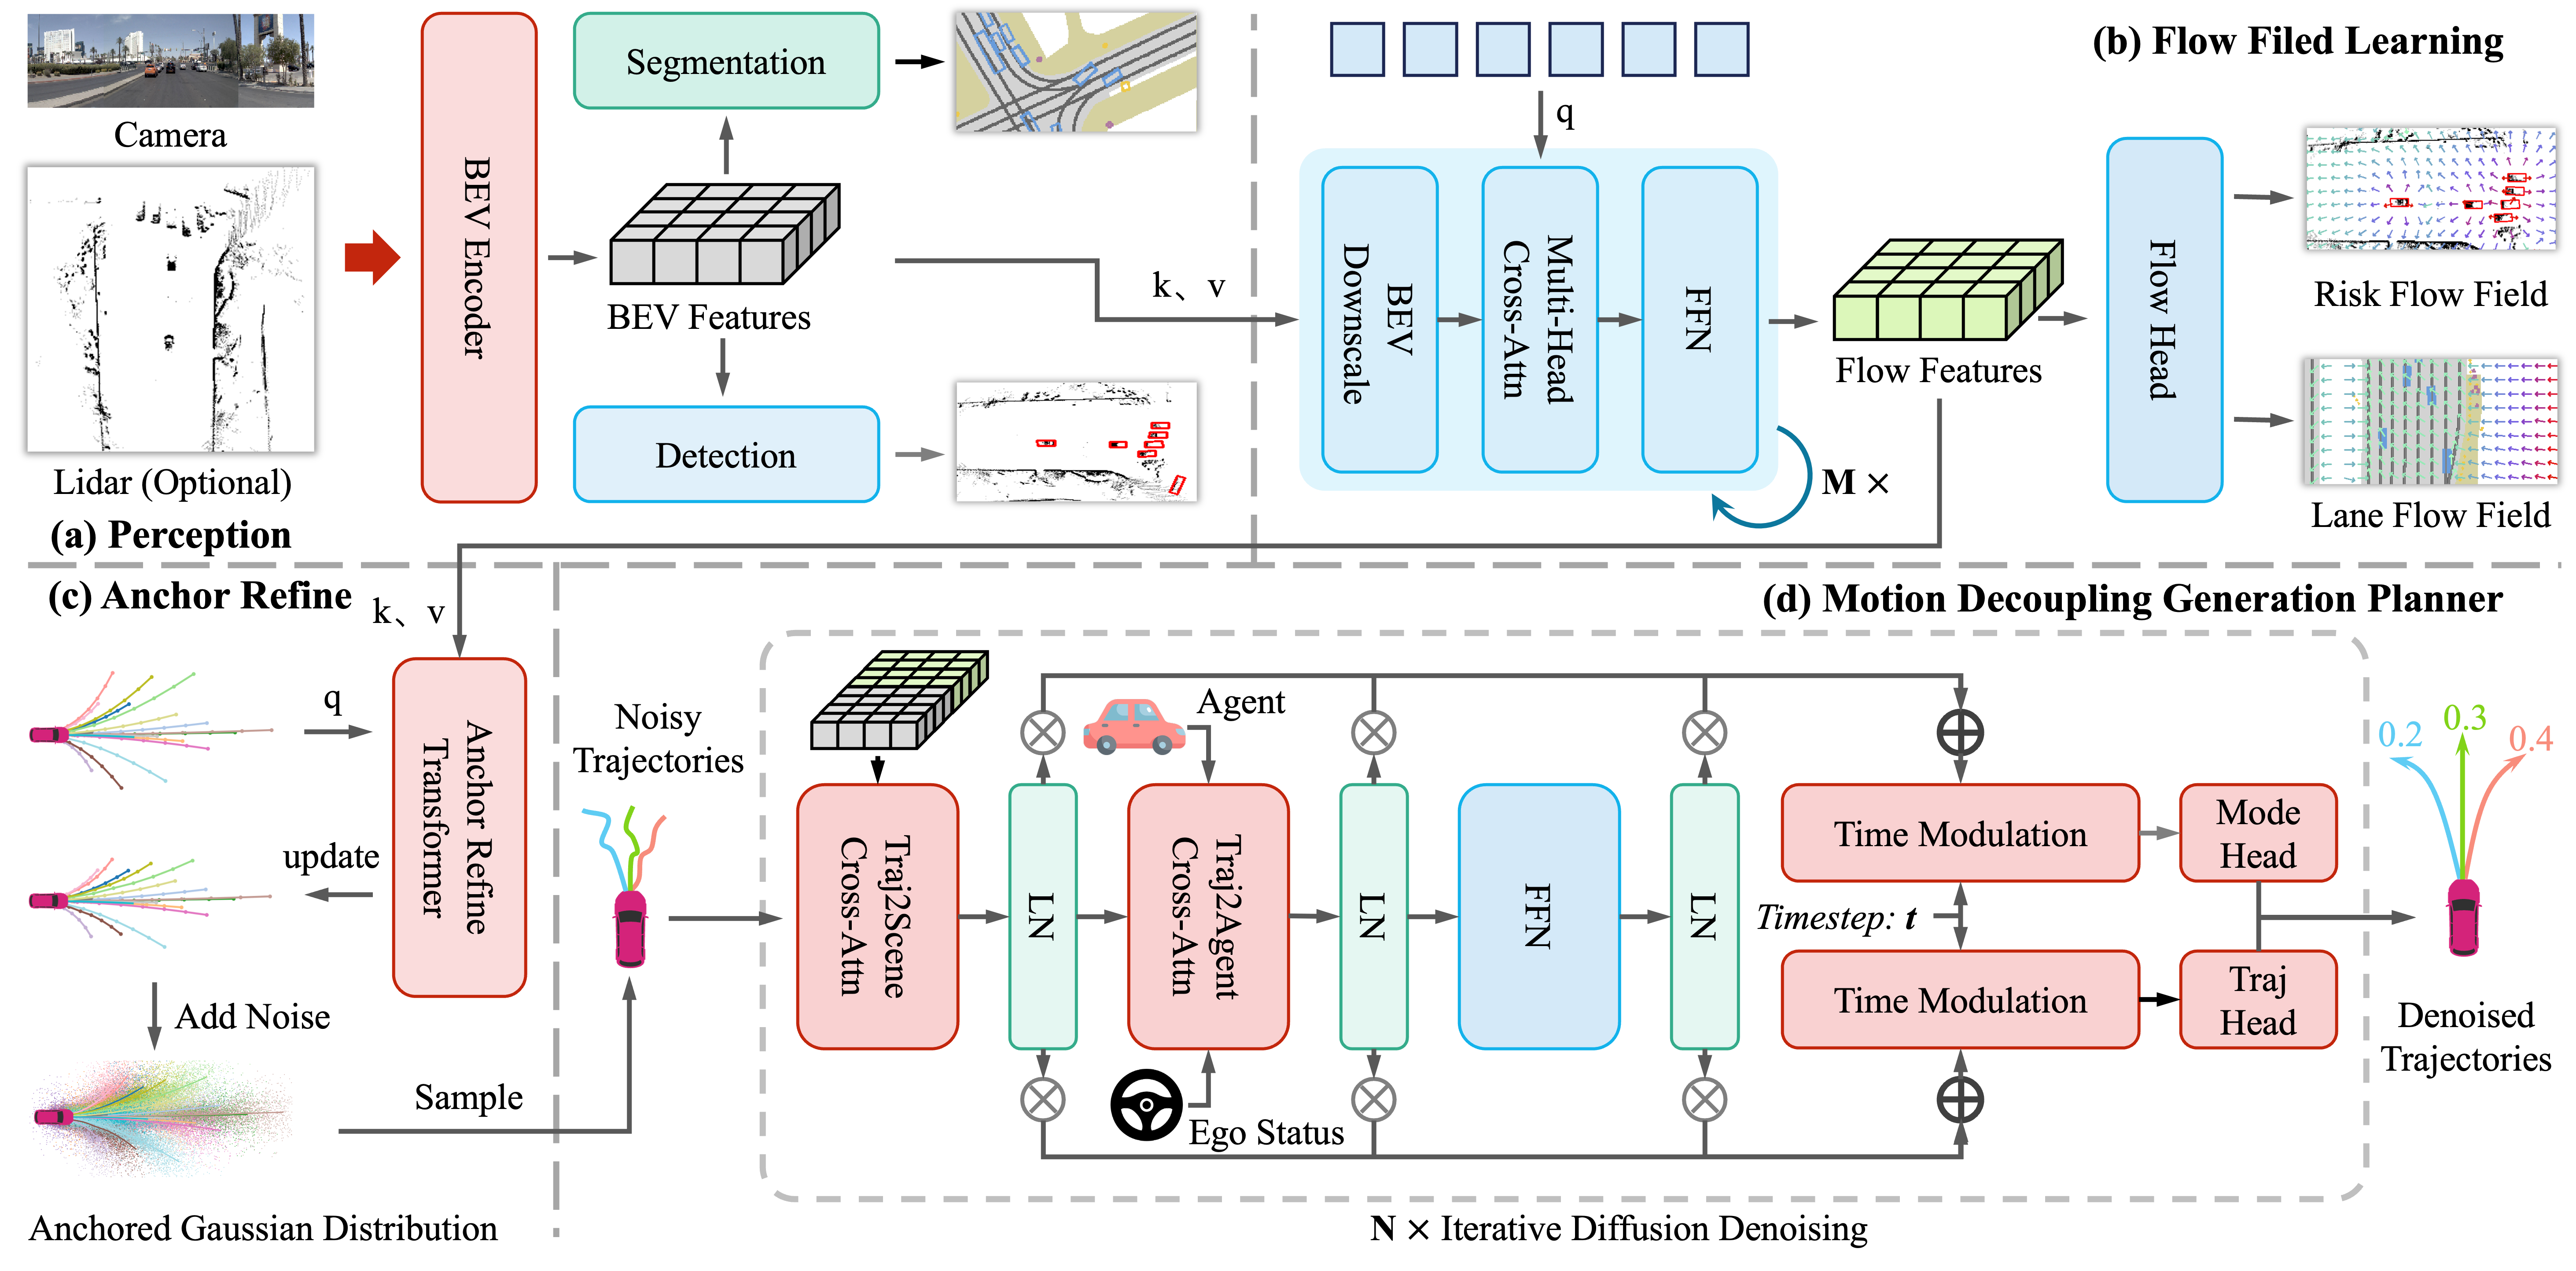 Camera
Lidar (Optional)
(a) Perception
BEV Encoder
Segmentation
BEV Features
Detection
(b) Flow Filed Learning
q
k、v
BEV
Downscale
Multi-Head
Cross-Attn
FFN
M ×
Flow Features
Flow Head
Risk Flow Field
Lane Flow Field
(c) Anchor Refine
k、v
q
Anchor Refine
Transformer
update
Add Noise
Sample
Anchored Gaussian Distribution
(d) Motion Decoupling Generation Planner
Noisy
Trajectories
Traj2Scene
Cross-Attn
LN
Agent
Traj2Agent
Cross-Attn
Ego Status
LN
FFN
LN
Time Modulation
Timestep: t
Time Modulation
Mode
Head
Traj
Head
0.2
0.3
0.4
Denoised
Trajectories
N × Iterative Diffusion Denoising